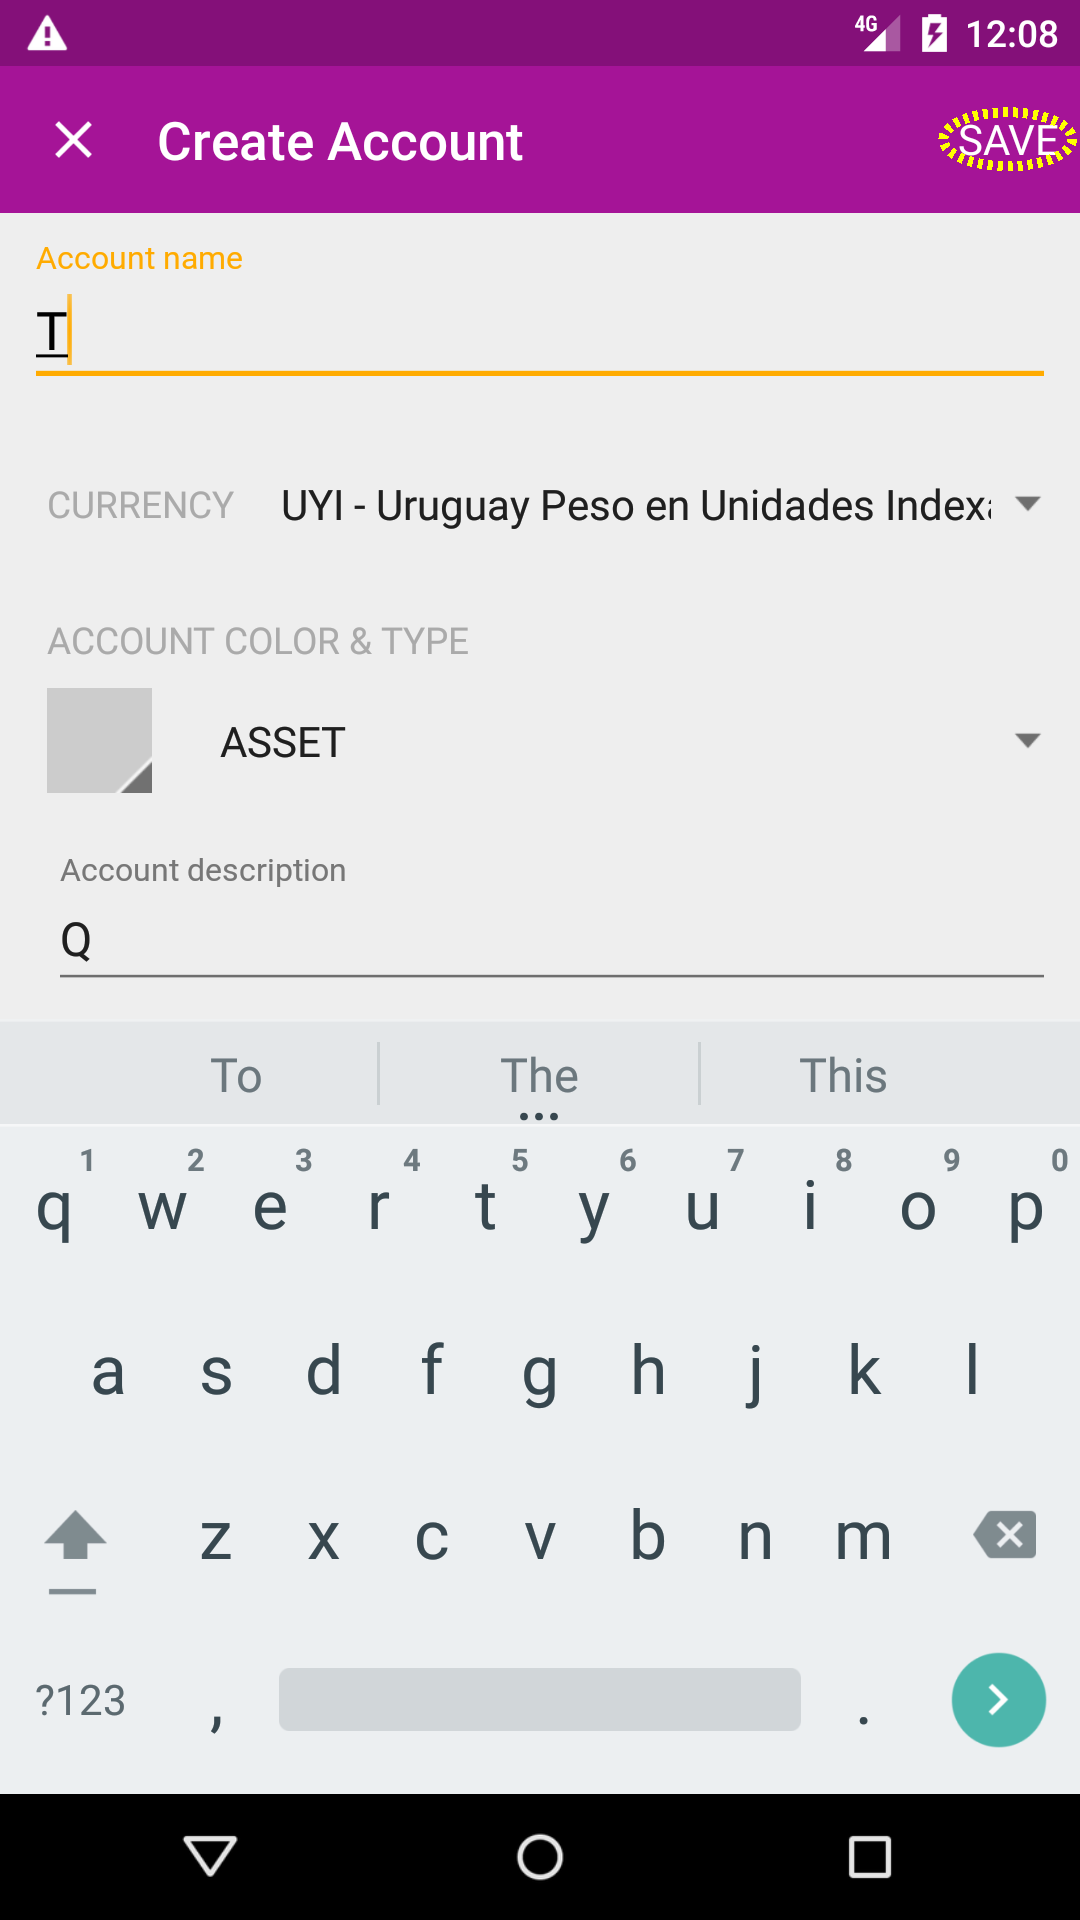 4G 12:08
Create Account SAVE
Account name
T
CURRENCY UYI - Uruguay Peso en Unidades Indexa
ACCOUNT COLOR & TYPE
ASSET
Account description
Q
To The This
1 2 3 4 5 6 7 8 9 0
q w e r t y u i o p
a s d f g h j k l
z x c v b n m
?123 , .